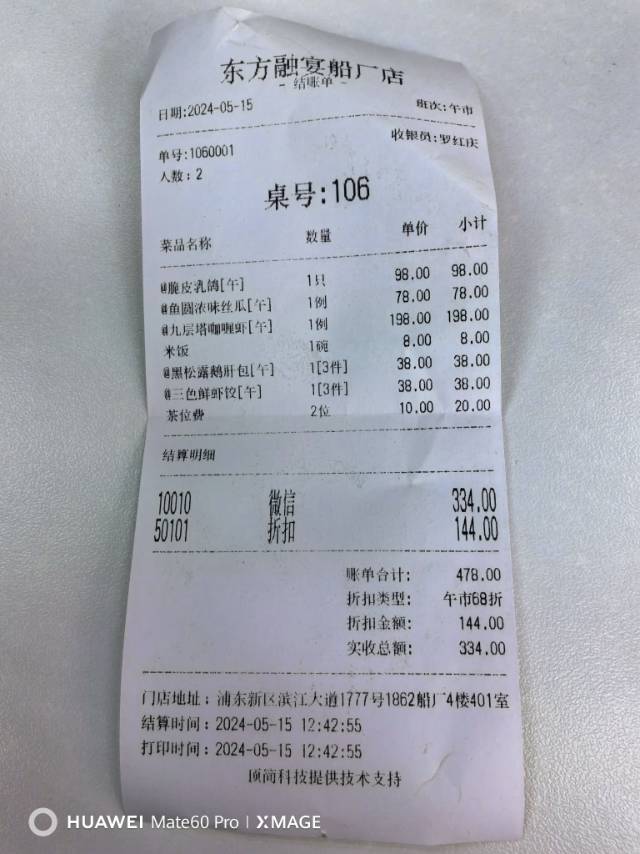 东方融宴船厂店
- 结账单 -
日期:2024-05-15 班次:午市
单号:1060001 收银员:罗红庆
人数:2
桌号:106
菜品名称 数量 单价 小计
@脆皮乳鸽[午] 1只 98.00 98.00
@鱼圆浓味丝瓜[午] 1例 78.00 78.00
@九层塔咖喱虾[午] 1例 198.00 198.00
米饭 1碗 8.00 8.00
@黑松露鹅肝包[午] 1[3件] 38.00 38.00
@三色鲜虾饺[午] 1[3件] 38.00 38.00
茶位费 2位 10.00 20.00
结算明细
10010 微信 334.00
50101 折扣 144.00
账单合计: 478.00
折扣类型: 午市68折
折扣金额: 144.00
实收总额: 334.00
门店地址:浦东新区滨江大道1777号1862船厂4楼401室
结算时间:2024-05-15 12:42:55
打印时间:2024-05-15 12:42:55
顶简科技提供技术支持
HUAWEI Mate60 Pro | XMAGE